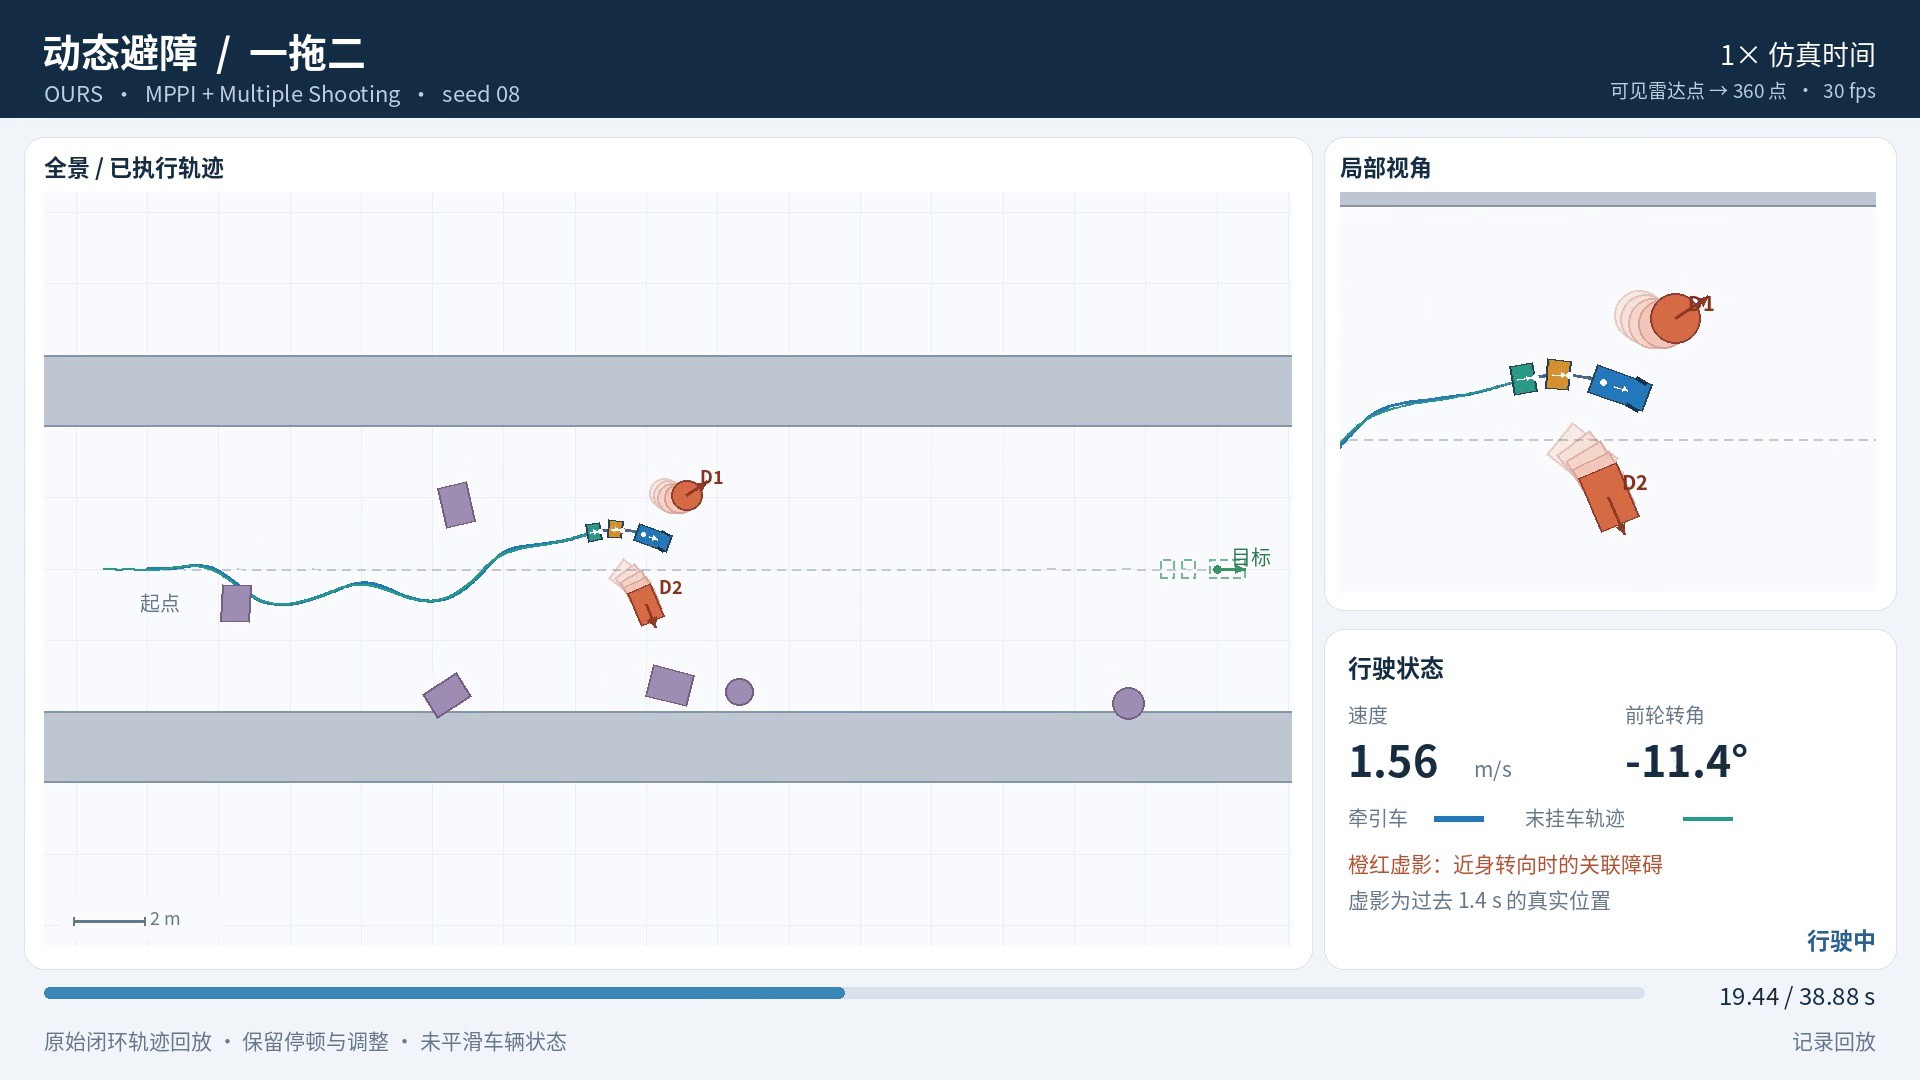 动态避障 / 一拖二
OURS • MPPI + Multiple Shooting • seed 08
1× 仿真时间
可见雷达点 → 360 点 • 30 fps
全景 / 已执行轨迹
D1
目标
D2
起点
2 m
局部视角
D1
D2
行驶状态
速度
前轮转角
1.56 m/s
-11.4°
牵引车
末挂车轨迹
橙红虚影：近身转向时的关联障碍
虚影为过去 1.4 s 的真实位置
行驶中
19.44 / 38.88 s
原始闭环轨迹回放 • 保留停顿与调整 • 未平滑车辆状态
记录回放